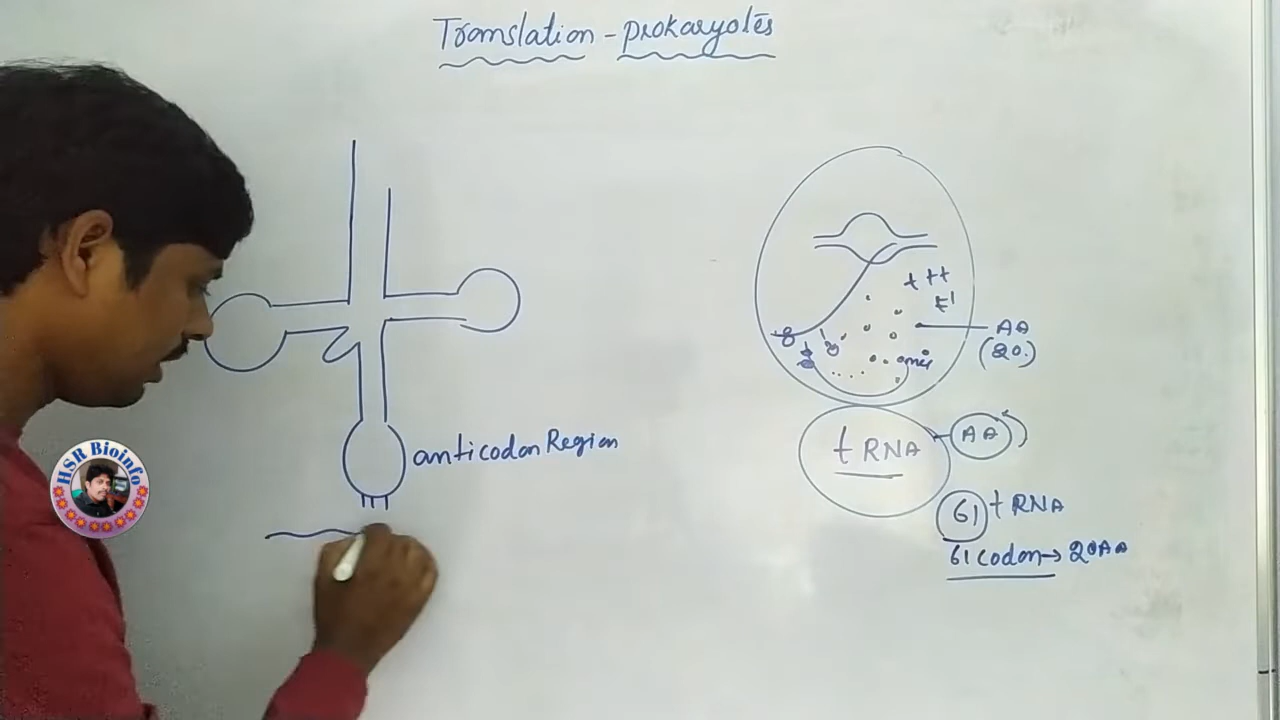 Translation - prokaryotes
AA
(20)
anticodon Region
tRNA
AA
61 tRNA
61 codon → 20AA
HSR Bioinfo